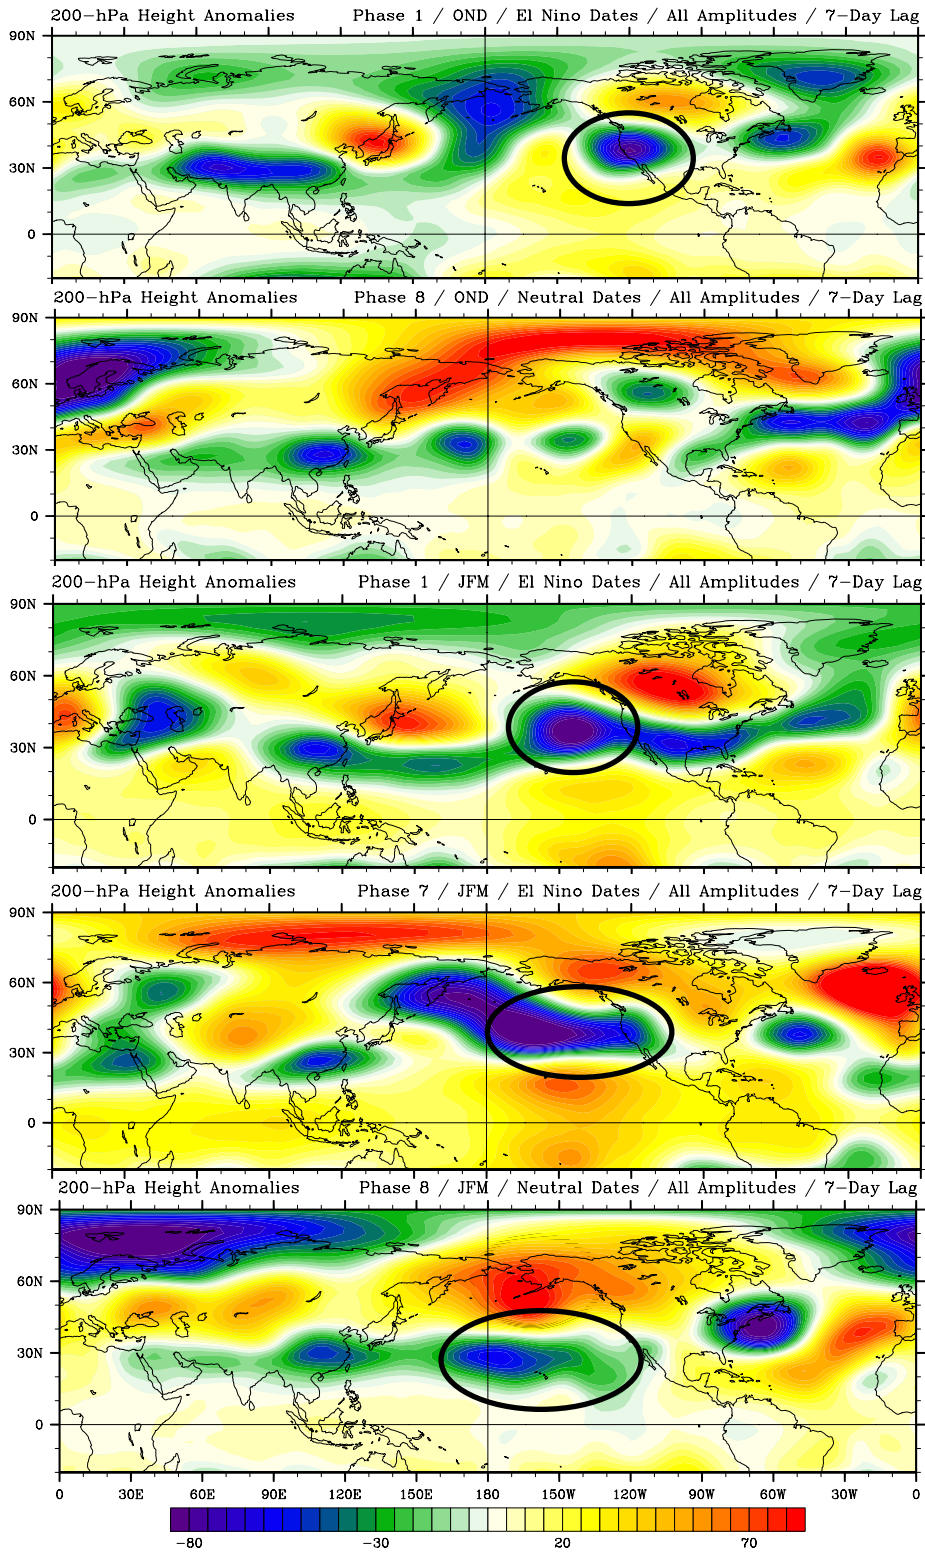 200-hPa Height Anomalies Phase 1 / OND / El Nino Dates / All Amplitudes / 7-Day Lag
90N
60N
30N
0
200-hPa Height Anomalies Phase 8 / OND / Neutral Dates / All Amplitudes / 7-Day Lag
90N
60N
30N
0
200-hPa Height Anomalies Phase 1 / JFM / El Nino Dates / All Amplitudes / 7-Day Lag
90N
60N
30N
0
200-hPa Height Anomalies Phase 7 / JFM / El Nino Dates / All Amplitudes / 7-Day Lag
90N
60N
30N
0
200-hPa Height Anomalies Phase 8 / JFM / Neutral Dates / All Amplitudes / 7-Day Lag
90N
60N
30N
0
0 30E 60E 90E 120E 150E 180 150W 120W 90W 60W 30W 0
-80 -30 20 70